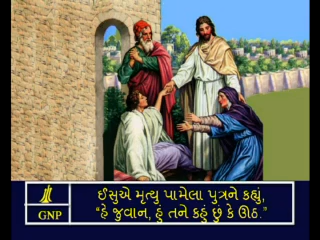 ઈસુએ મૃત્યુ પામેલા પુત્રને કહ્યું,
“હે જુવાન, હું તને કહું છુ કે ઊઠ.”
GNP